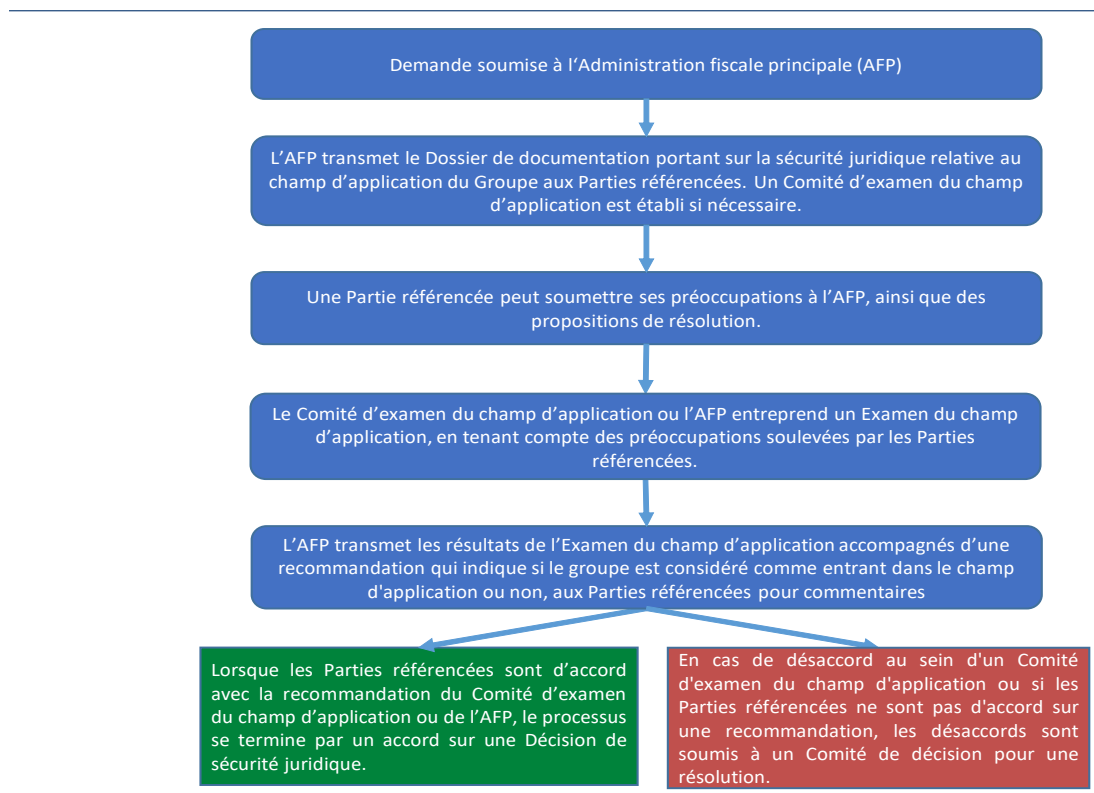 Demande soumise à l‘Administration fiscale principale (AFP)
L’AFP transmet le Dossier de documentation portant sur la sécurité juridique relative au
champ d’application du Groupe aux Parties référencées. Un Comité d’examen du champ
d’application est établi si nécessaire.
Une Partie référencée peut soumettre ses préoccupations à l’AFP, ainsi que des
propositions de résolution.
Le Comité d’examen du champ d’application ou l’AFP entreprend un Examen du champ
d’application, en tenant compte des préoccupations soulevées par les Parties
référencées.
L’AFP transmet les résultats de l’Examen du champ d’application accompagnés d’une
recommandation qui indique si le groupe est considéré comme entrant dans le champ
d'application ou non, aux Parties référencées pour commentaires
Lorsque les Parties référencées sont d’accord
avec la recommandation du Comité d’examen
du champ d’application ou de l’AFP, le processus
se termine par un accord sur une Décision de
sécurité juridique.
En cas de désaccord au sein d'un Comité
d'examen du champ d'application ou si les
Parties référencées ne sont pas d'accord sur
une recommandation, les désaccords sont
soumis à un Comité de décision pour une
résolution.